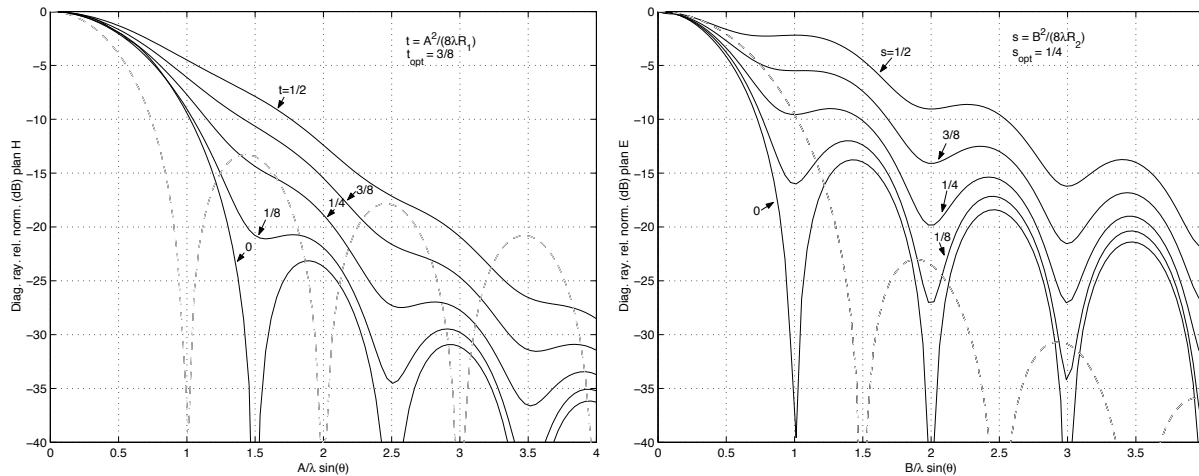 t = A²/(8λR₁)
t_opt = 3/8
t=1/2
3/8
1/4
1/8
0
0
−5
−10
−15
−20
−25
−30
−35
−40
Diag. ray. rel. norm. (dB) plan H
0 0.5 1 1.5 2 2.5 3 3.5 4
A/λ sin(θ)
s = B²/(8λR₂)
s_opt = 1/4
s=1/2
3/8
1/4
1/8
0
0
−5
−10
−15
−20
−25
−30
−35
−40
Diag. ray. rel. norm. (dB) plan E
0 0.5 1.0 1.5 2.0 2.5 3.0 3.5
B/λ sin(θ)